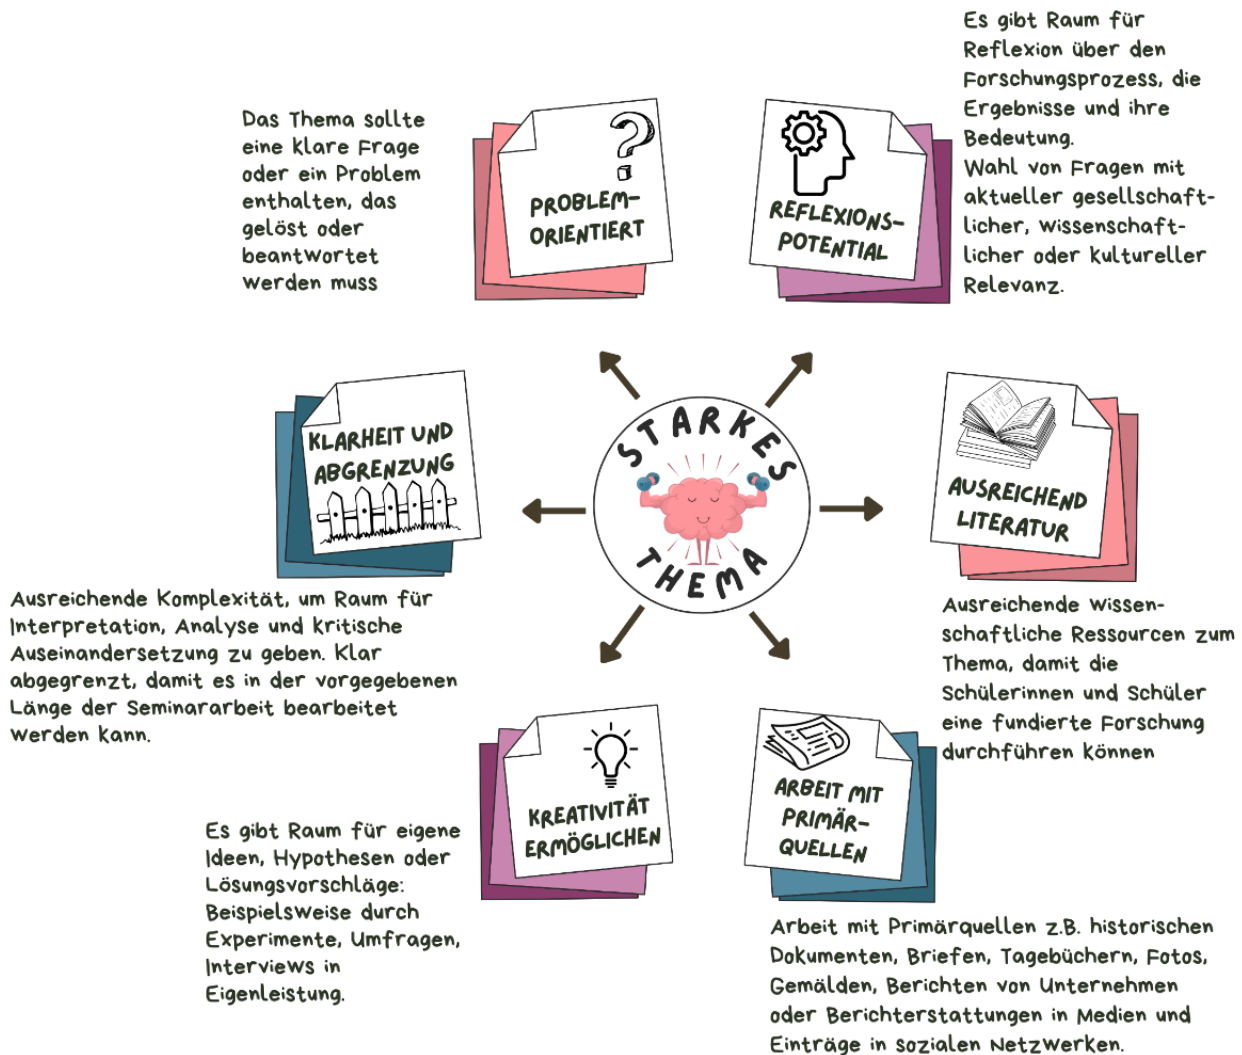 Das Thema sollte
eine klare Frage
oder ein Problem
enthalten, das
gelöst oder
beantwortet
werden muss
PROBLEM-
ORIENTIERT
REFLEXIONS-
POTENTIAL
Es gibt Raum für
Reflexion über den
Forschungsprozess, die
Ergebnisse und ihre
Bedeutung.
Wahl von Fragen mit
aktueller gesellschaft-
licher, wissenschaft-
licher oder kultureller
Relevanz.
KLARHEIT UND
ABGRENZUNG
Ausreichende Komplexität, um Raum für
Interpretation, Analyse und kritische
Auseinandersetzung zu geben. Klar
abgegrenzt, damit es in der vorgegebenen
Länge der Seminararbeit bearbeitet
werden kann.
STARKES
THEMA
AUSREICHEND
LITERATUR
Ausreichende wissen-
schaftliche Ressourcen zum
Thema, damit die
Schülerinnen und Schüler
eine fundierte Forschung
durchführen können
KREATIVITÄT
ERMÖGLICHEN
Es gibt Raum für eigene
Ideen, Hypothesen oder
Lösungsvorschläge:
Beispielsweise durch
Experimente, Umfragen,
Interviews in
Eigenleistung.
ARBEIT MIT
PRIMÄR-
QUELLEN
Arbeit mit Primärquellen z.B. historischen
Dokumenten, Briefen, Tagebüchern, Fotos,
Gemälden, Berichten von Unternehmen
oder Berichterstattungen in Medien und
Einträge in sozialen Netzwerken.